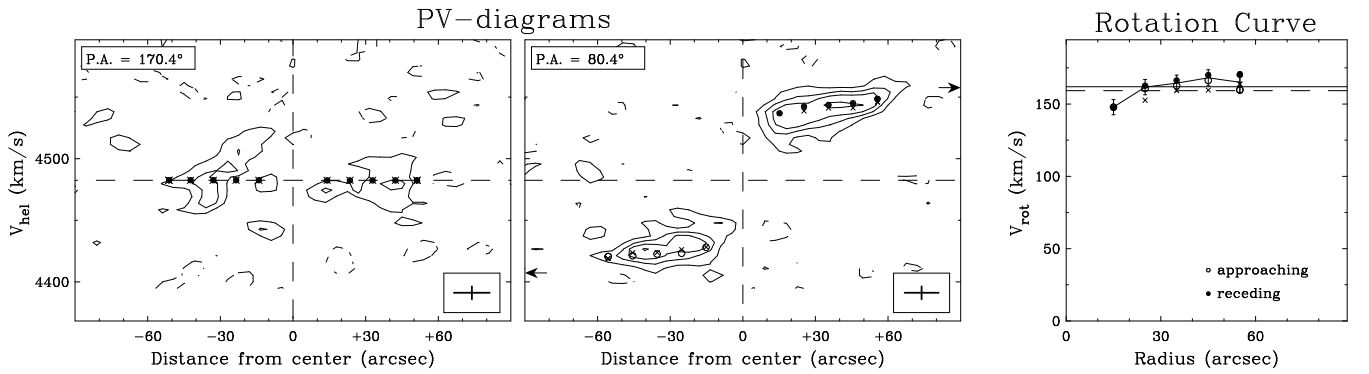 PV−diagrams
Rotation Curve
P.A. = 170.4°
P.A. = 80.4°
4500
4400
V_hel (km/s)
−60 −30 0 +30 +60
Distance from center (arcsec)
−60 −30 0 +30 +60
Distance from center (arcsec)
150
100
50
0
V_rot (km/s)
approaching
receding
0 30 60
Radius (arcsec)